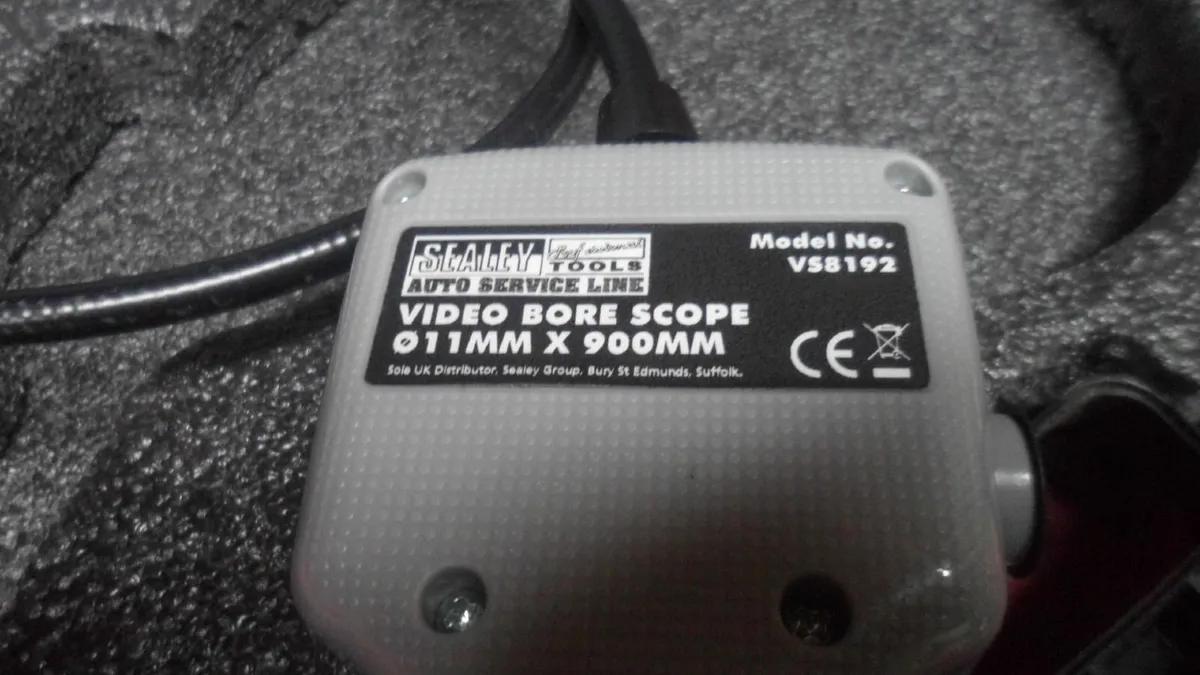 SEALEY
Professional
TOOLS
AUTO SERVICE LINE
Model No.
VS8192
VIDEO BORE SCOPE
Ø11MM X 900MM
CE
Sole UK Distributor. Sealey Group, Bury St Edmunds, Suffolk.